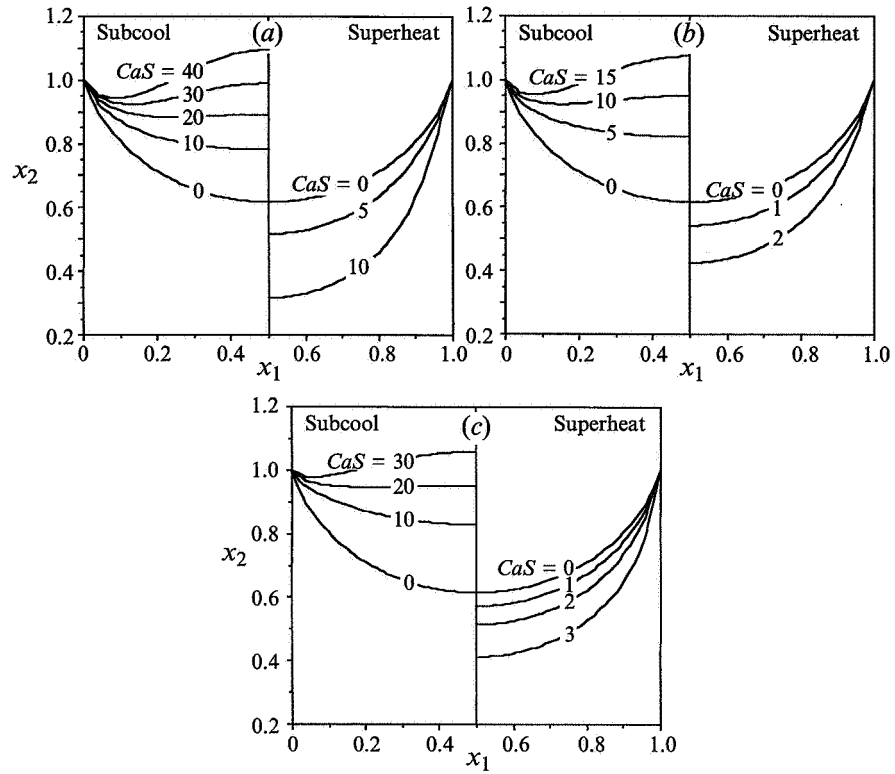 1.2
Subcool
(a)
Superheat
CaS = 40
1.0
30
20
0.8
10
x2
CaS = 0
0
0.6
5
0.4
10
0.2
0
0.2
0.4
0.6
0.8
1.0
x1
1.2
Subcool
(b)
Superheat
CaS = 15
1.0
10
5
0.8
CaS = 0
0
0.6
1
2
0.4
0.2
0
0.2
0.4
0.6
0.8
1.0
x1
1.2
Subcool
(c)
Superheat
CaS = 30
1.0
20
10
0.8
x2
CaS = 0
0
1
0.6
2
3
0.4
0.2
0
0.2
0.4
0.6
0.8
1.0
x1